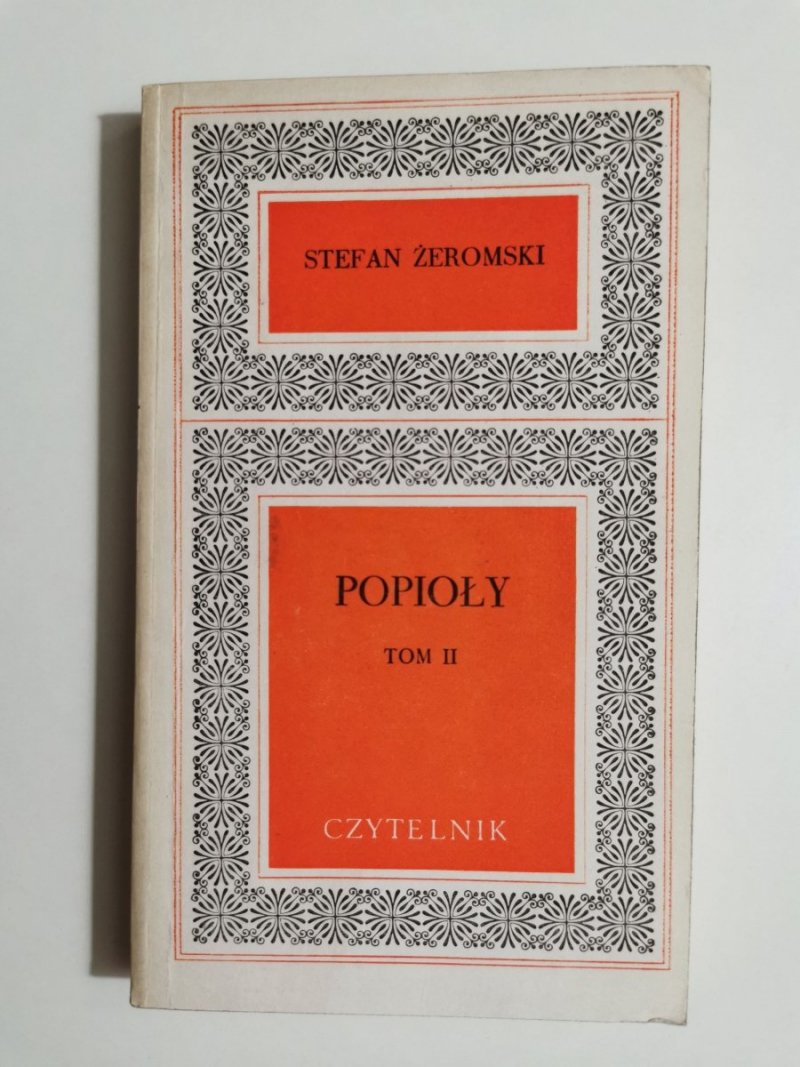 STEFAN ŻEROMSKI
POPIOŁY
TOM II
CZYTELNIK